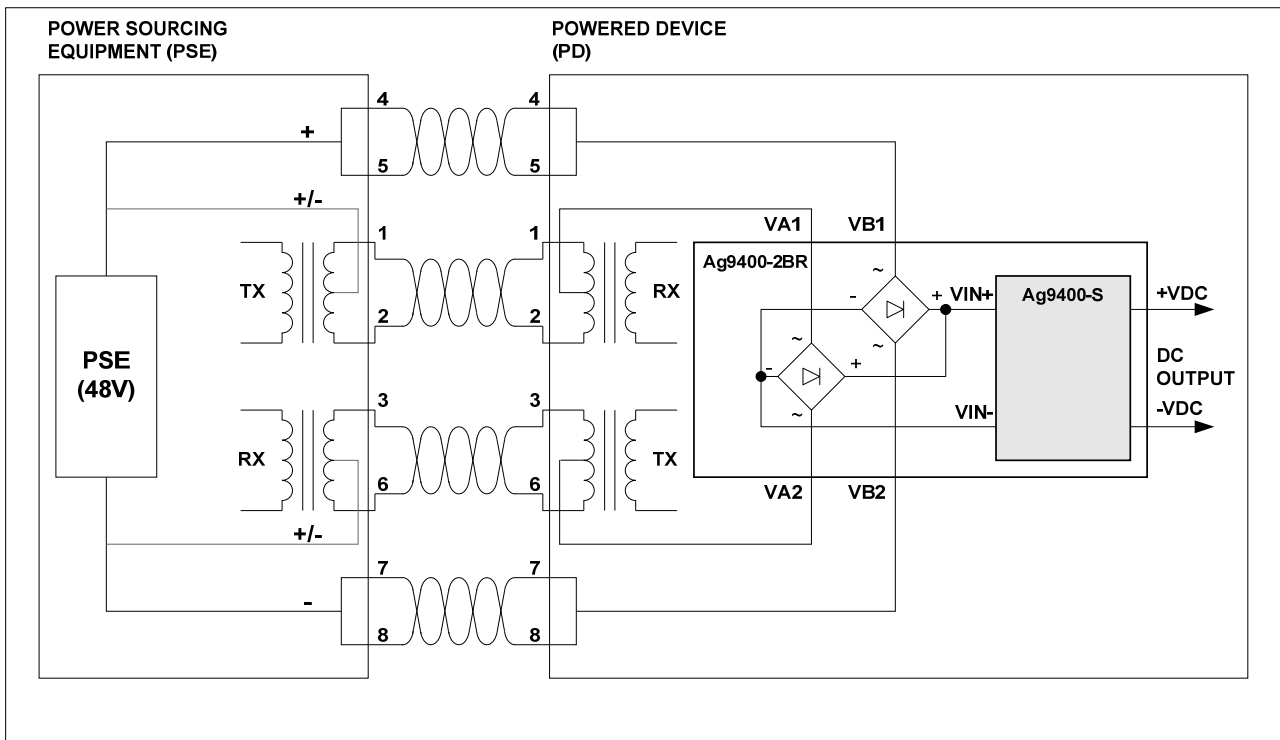 POWER SOURCING
EQUIPMENT (PSE)
POWERED DEVICE
(PD)
4
4
+
5
5
+/-
VA1
VB1
1
1
Ag9400-2BR
~
TX
RX
-
+
VIN+
Ag9400-S
+VDC
2
2
~
~
PSE
(48V)
-
+
DC
OUTPUT
3
3
~
VIN-
-VDC
RX
TX
6
6
VA2
VB2
+/-
7
7
-
8
8